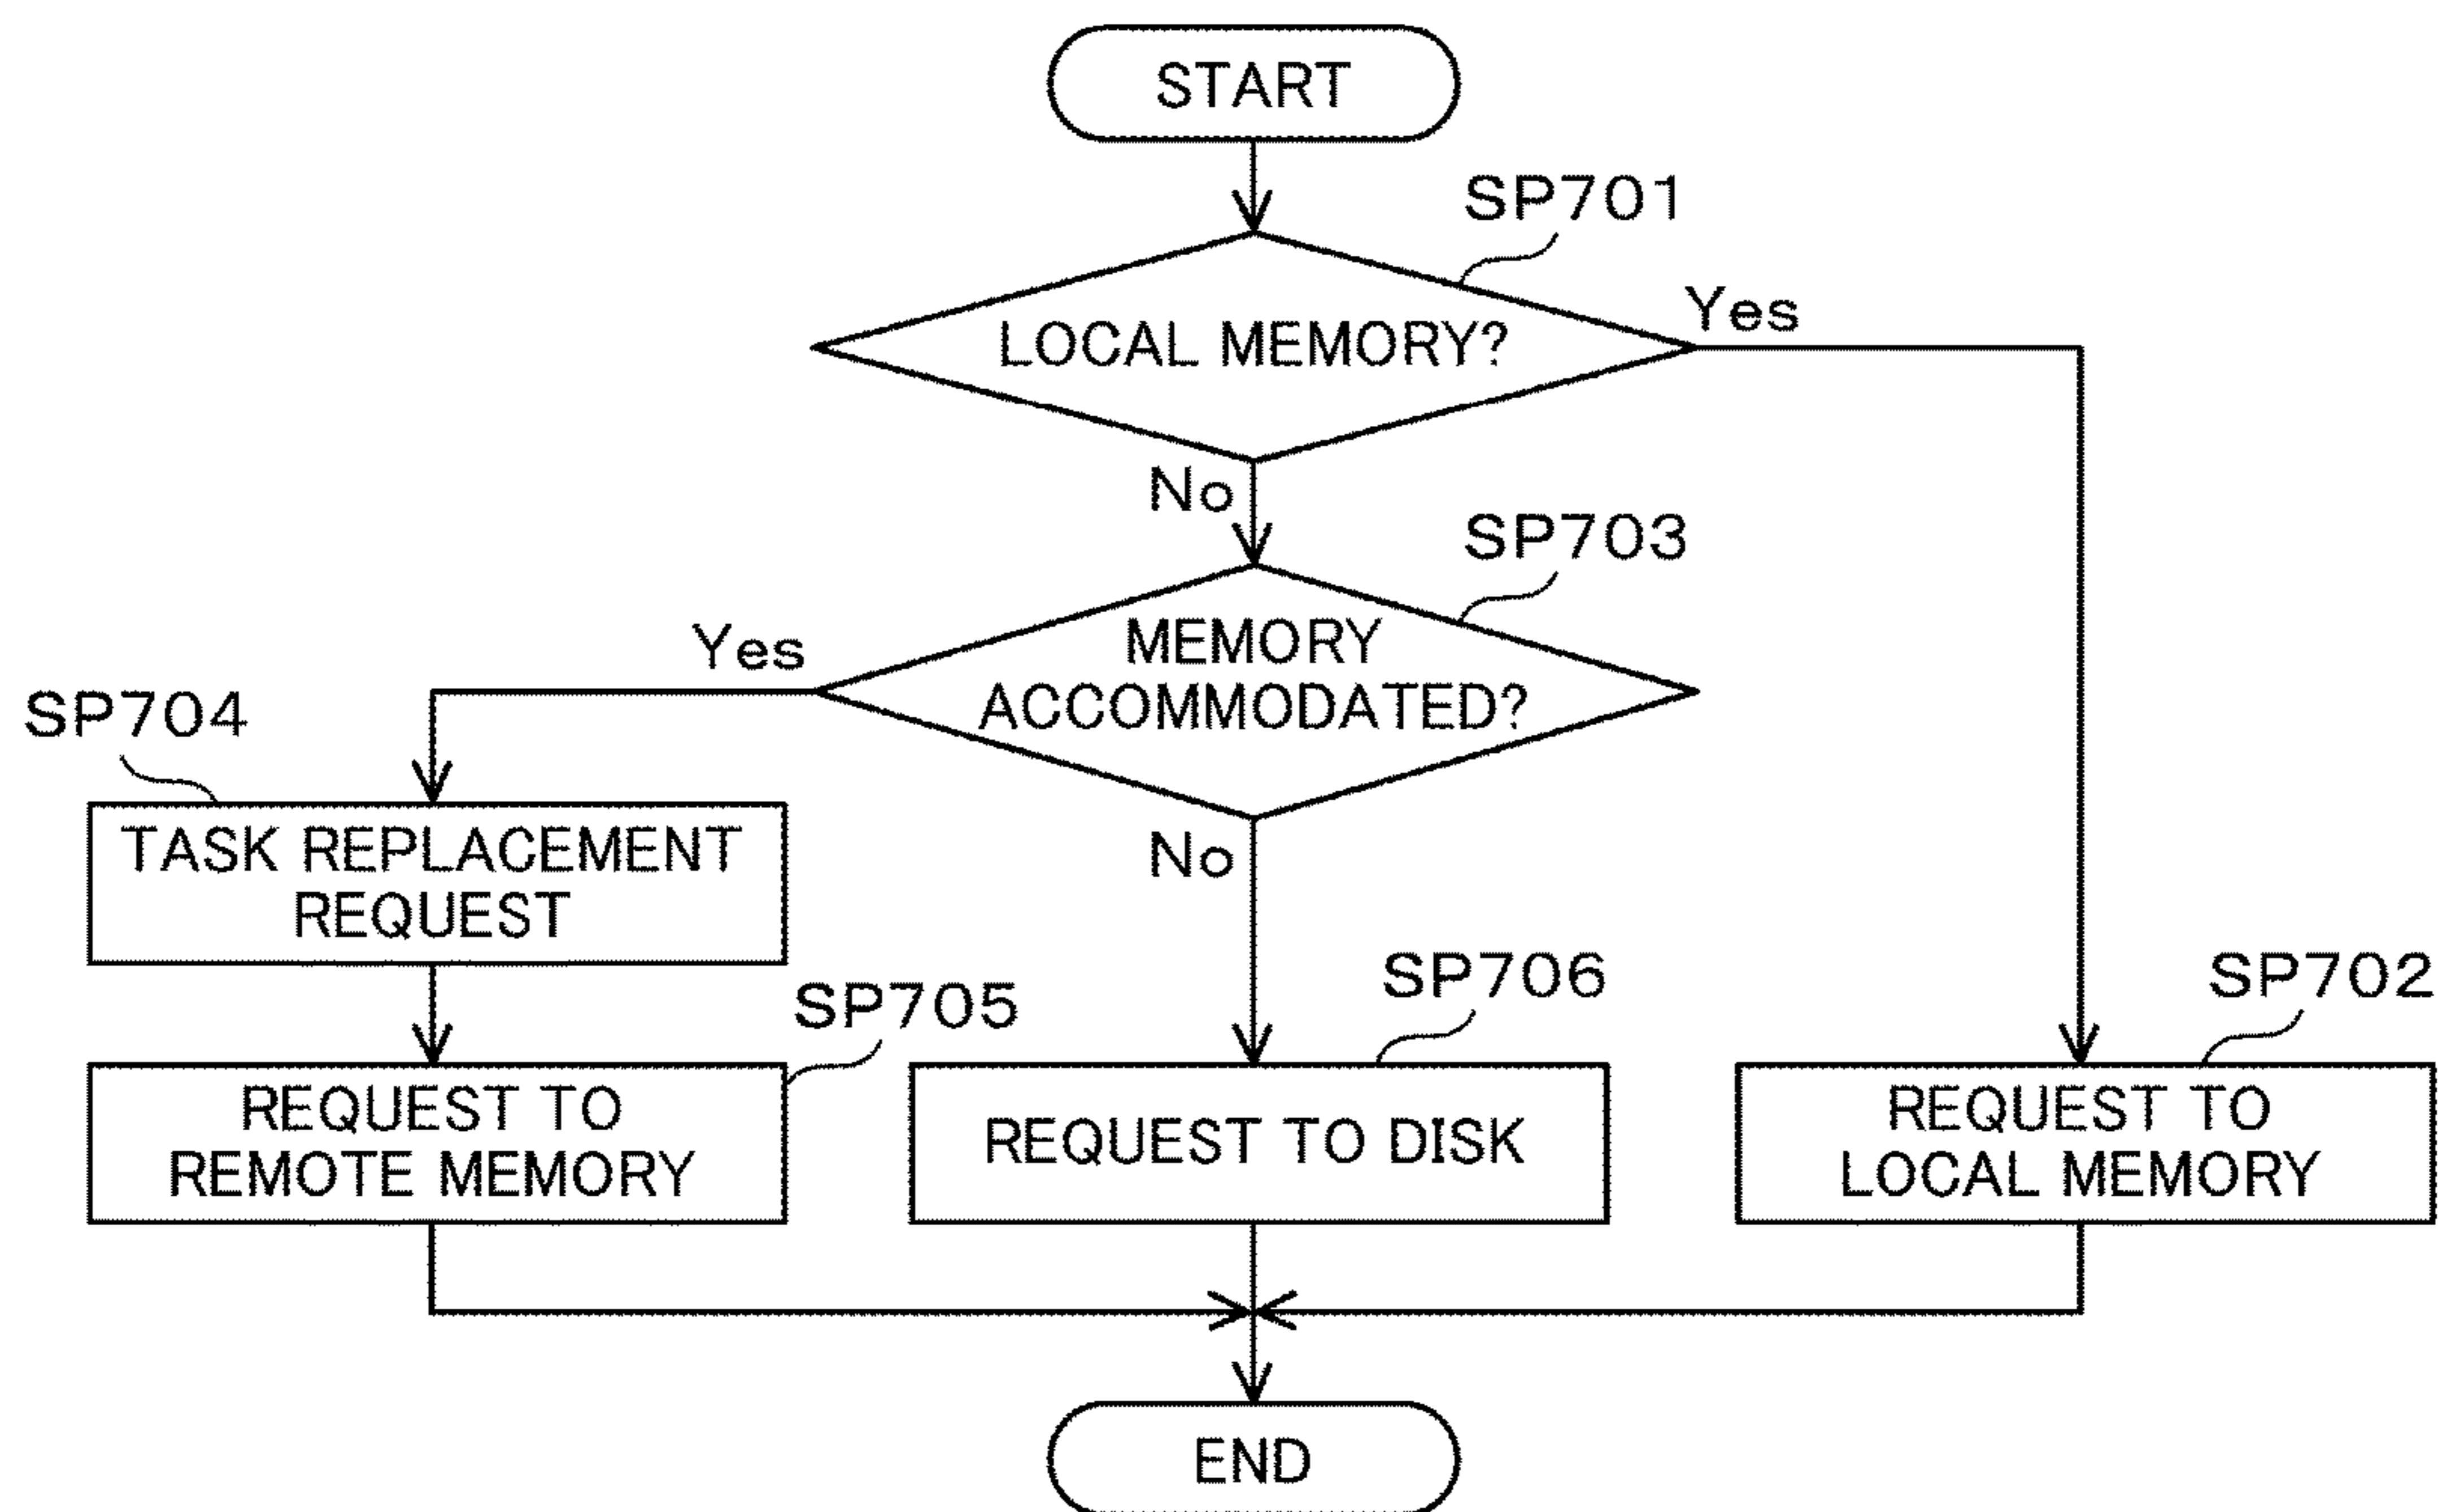 START
SP701
LOCAL MEMORY?
Yes
No
SP703
MEMORY
ACCOMMODATED?
Yes
No
SP704
TASK REPLACEMENT
REQUEST
SP705
REQUEST TO
REMOTE MEMORY
SP706
REQUEST TO DISK
SP702
REQUEST TO
LOCAL MEMORY
END